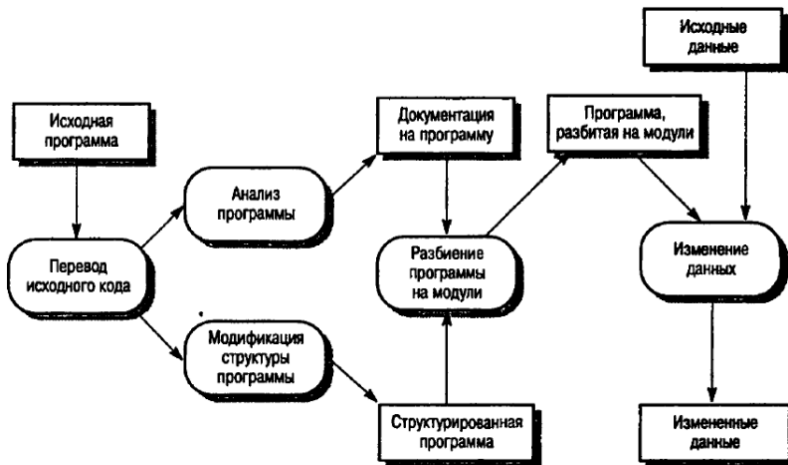 Исходные
данные
Исходная
программа
Документация
на программу
Программа,
разбитая на модули
Анализ
программы
Перевод
исходного кода
Разбиение
программы
на модули
Изменение
данных
Модификация
структуры
программы
Структурированная
программа
Измененные
данные